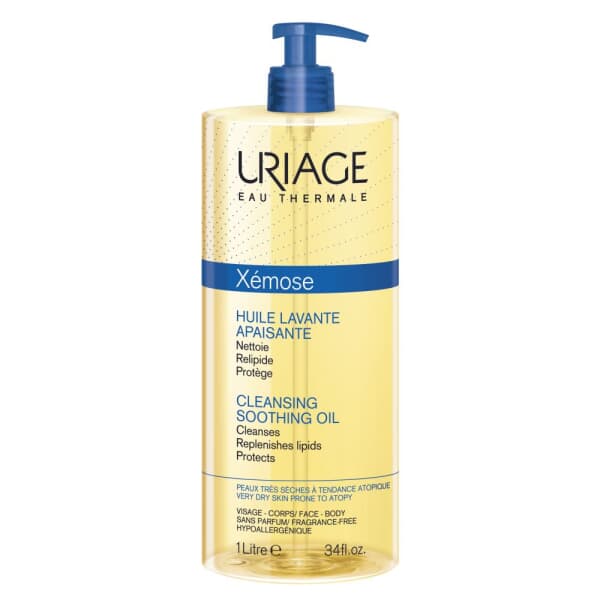 URIAGE
EAU THERMALE
Xémose
HUILE LAVANTE
APAISANTE
Nettoie
Relipide
Protège
CLEANSING
SOOTHING OIL
Cleanses
Replenishes lipids
Protects
PEAUX TRÈS SÈCHES À TENDANCE ATOPIQUE
VERY DRY SKIN PRONE TO ATOPY
VISAGE - CORPS/ FACE - BODY
SANS PARFUM/ FRAGRANCE-FREE
HYPOALLERGÉNIQUE
1 Litre ℮ 34fl.oz.